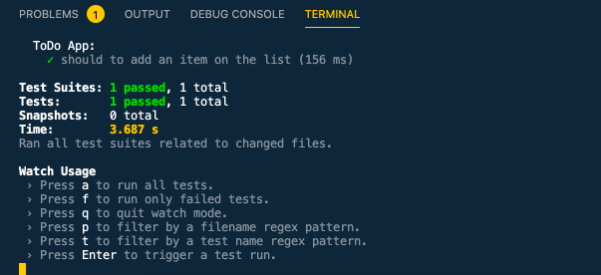 PROBLEMS 1 OUTPUT DEBUG CONSOLE TERMINAL
ToDo App:
✓ should to add an item on the list (156 ms)
Test Suites: 1 passed, 1 total
Tests: 1 passed, 1 total
Snapshots: 0 total
Time: 3.687 s
Ran all test suites related to changed files.
Watch Usage
› Press a to run all tests.
› Press f to run only failed tests.
› Press q to quit watch mode.
› Press p to filter by a filename regex pattern.
› Press t to filter by a test name regex pattern.
› Press Enter to trigger a test run.